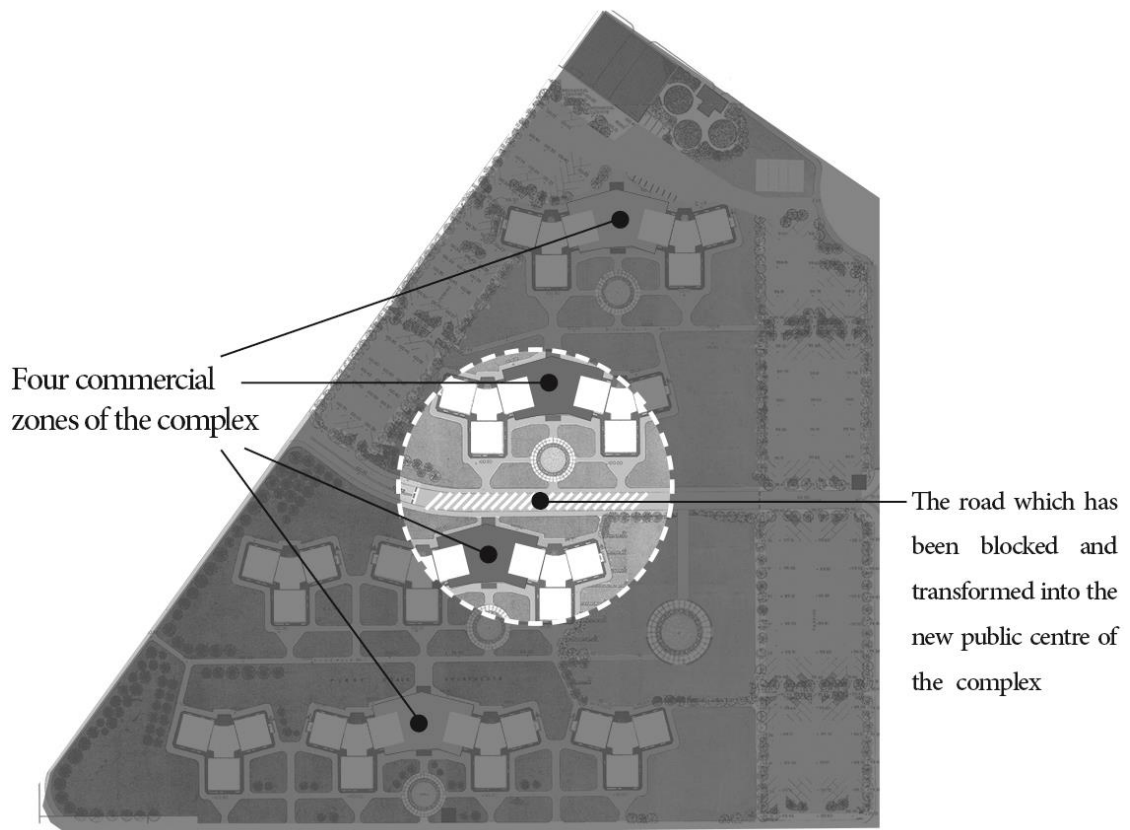 Four commercial
zones of the complex
The road which has
been blocked and
transformed into the
new public centre of
the complex